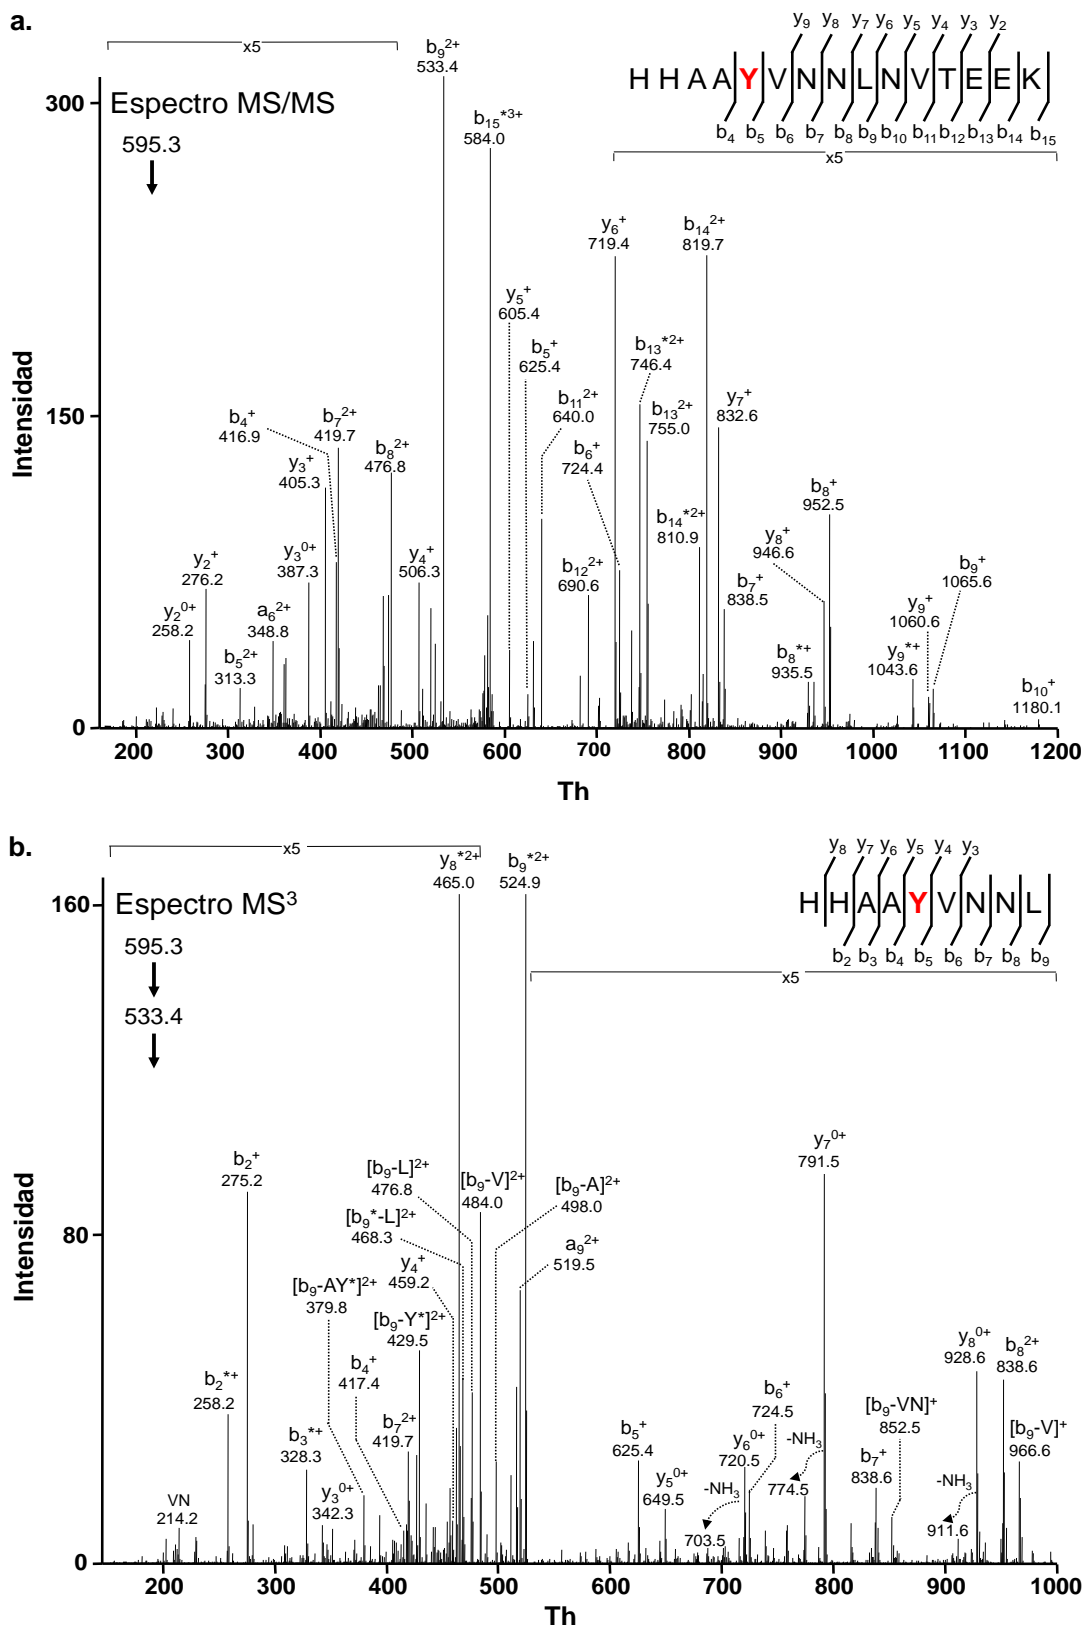 a.
x5
Espectro MS/MS
595.3
y9 y8 y7 y6 y5 y4 y3 y2
HHAAYVNNLNVTEEK
b4 b5 b6 b7 b8 b9 b10 b11 b12 b13 b14 b15
x5
b9 2+
533.4
b15*3+
584.0
y6+
719.4
b14 2+
819.7
y5+
605.4
b5+
625.4
b13*2+
746.4
b11 2+
640.0
b13 2+
755.0
y7+
832.6
b4+
416.9
b7 2+
419.7
b6+
724.4
y3+
405.3
b8 2+
476.8
b8+
952.5
b14*2+
810.9
y8+
946.6
y2+
276.2
y3 0+
387.3
y4+
506.3
b12 2+
690.6
b7+
838.5
b9+
1065.6
y2 0+
258.2
a6 2+
348.8
y9+
1060.6
b5 2+
313.3
b8*+
935.5
y9*+
1043.6
b10+
1180.1
300
150
0
Intensidad
200 300 400 500 600 700 800 900 1000 1100 1200
Th
b.
x5
Espectro MS3
595.3
533.4
y8 y7 y6 y5 y4 y3
HHAAYVNNL
b2 b3 b4 b5 b6 b7 b8 b9
x5
y8*2+
465.0
b9*2+
524.9
b2+
275.2
[b9-L]2+
476.8
[b9-V]2+
484.0
[b9-A]2+
498.0
y7 0+
791.5
[b9*-L]2+
468.3
a9 2+
519.5
y4+
459.2
[b9-AY*]2+
379.8
[b9-Y*]2+
429.5
b4+
417.4
y8 0+
928.6
b8 2+
838.6
b2*+
258.2
b6+
724.5
[b9-VN]+
852.5
b7 2+
419.7
b3*+
328.3
b5+
625.4
y6 0+
720.5
-NH3
774.5
b7+
838.6
[b9-V]+
966.6
y3 0+
342.3
y5 0+
649.5
-NH3
703.5
-NH3
911.6
VN
214.2
160
80
0
Intensidad
200 300 400 500 600 700 800 900 1000
Th